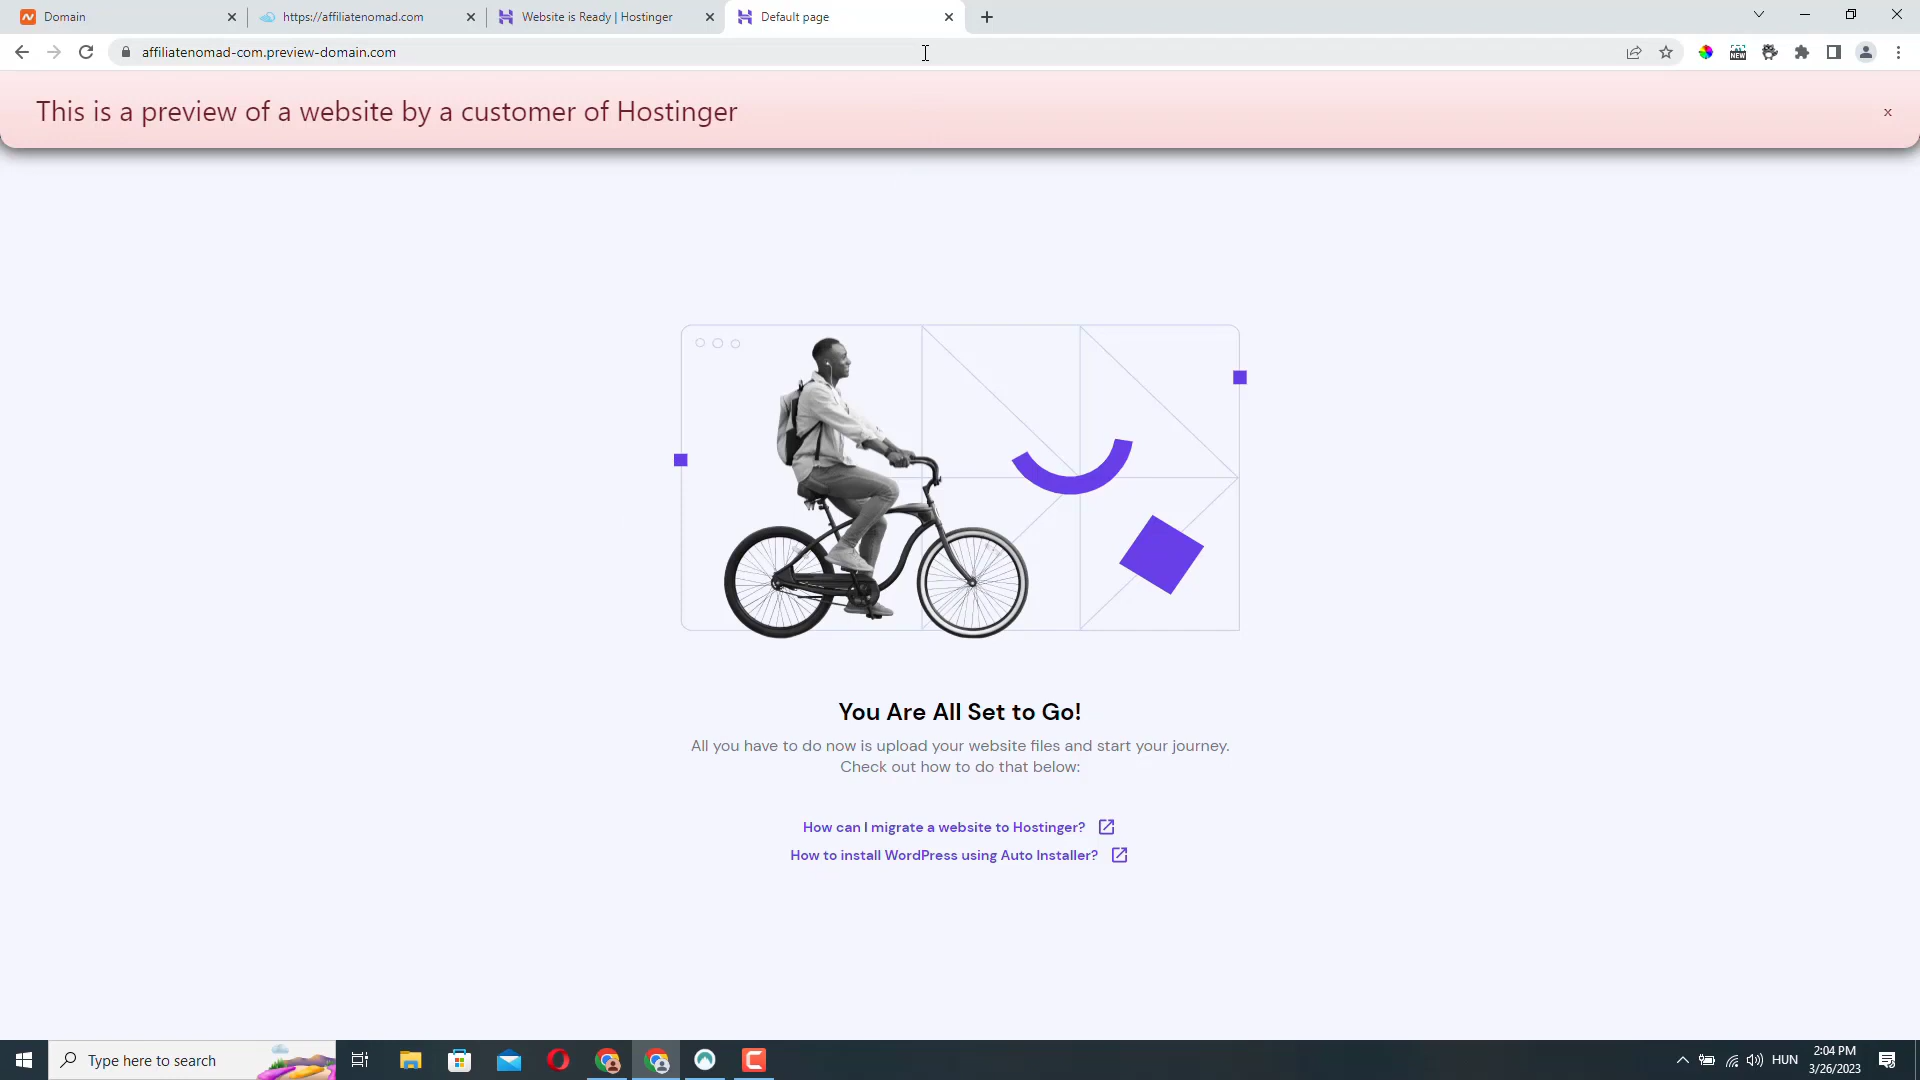 Domain
https://affiliatenomad.com
Website is Ready | Hostinger
Default page
affiliatenomad-com.preview-domain.com
NEW
This is a preview of a website by a customer of Hostinger
x
You Are All Set to Go!
All you have to do now is upload your website files and start your journey.
Check out how to do that below:
How can I migrate a website to Hostinger?
How to install WordPress using Auto Installer?
Type here to search
HUN
2:04 PM
3/26/2023